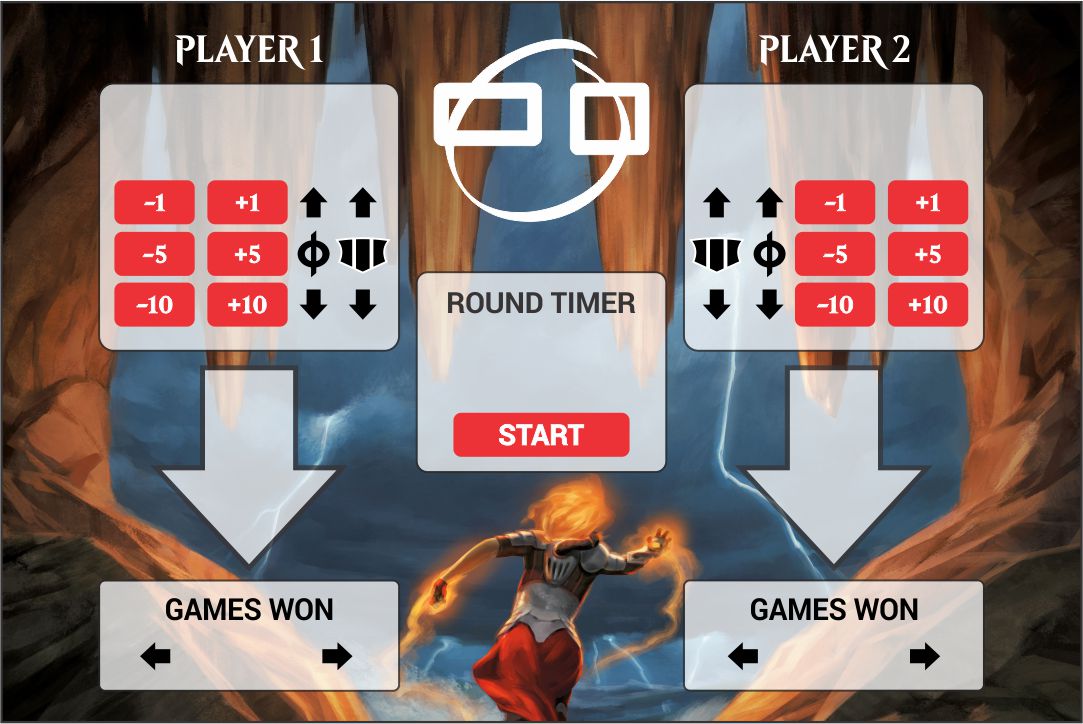 PLAYER 1
PLAYER 2
-1 +1
-5 +5
-10 +10
-1 +1
-5 +5
-10 +10
ROUND TIMER
START
GAMES WON
GAMES WON